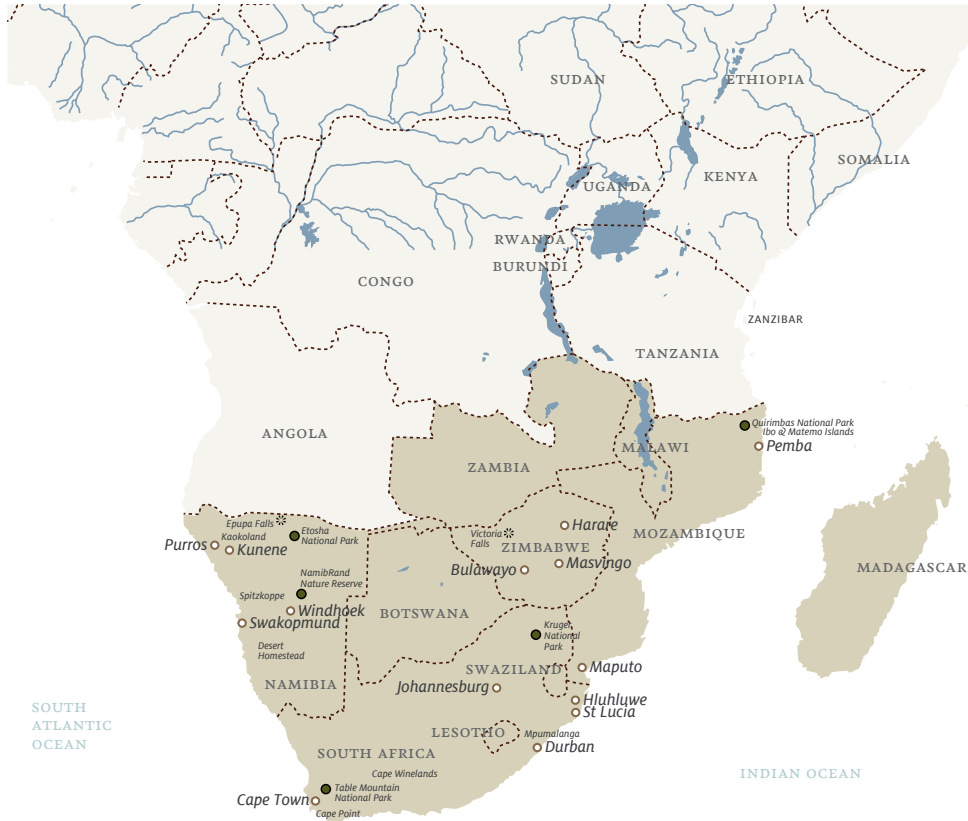 SUDAN
ETHIOPIA
SOMALIA
KENYA
UGANDA
RWANDA
BURUNDI
CONGO
ZANZIBAR
TANZANIA
ANGOLA
Quirimbas National Park
Ibo & Matemo Islands
Pemba
MALAWI
ZAMBIA
Epupa Falls
Kaokoland
Etosha
National Park
Purros
Kunene
Victoria
Falls
Harare
ZIMBABWE
MOZAMBIQUE
Bulawayo
Masvingo
MADAGASCAR
NamibRand
Nature Reserve
Spitzkoppe
Windhoek
Swakopmund
BOTSWANA
Kruger
National
Park
Desert
Homestead
NAMIBIA
SWAZILAND
Maputo
Johannesburg
Hluhluwe
St Lucia
SOUTH
ATLANTIC
OCEAN
LESOTHO
Mpumalanga
Durban
SOUTH AFRICA
Cape Winelands
INDIAN OCEAN
Table Mountain
National Park
Cape Town
Cape Point